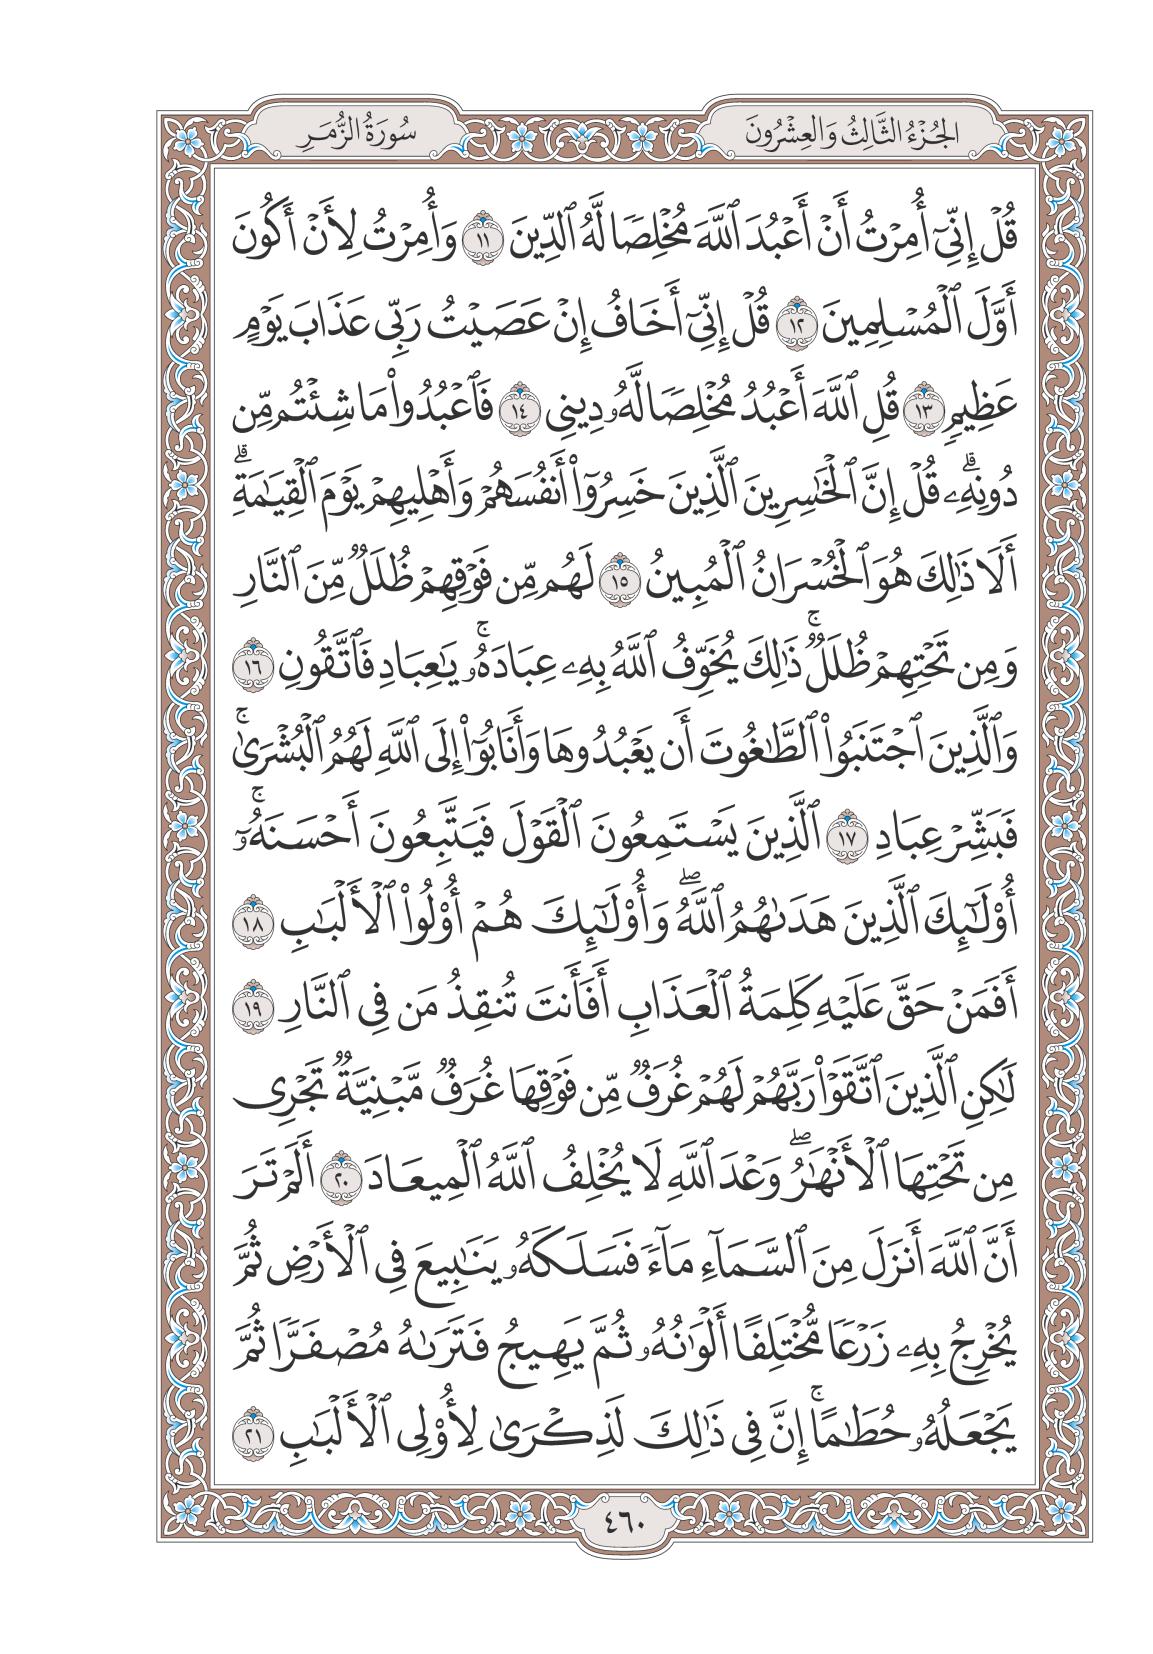 الجُزْءُ الثَّالِثُ وَالعِشْرُونَ
سُورَةُ الزُّمَرِ
قُلْ إِنِّيٓ أُمِرْتُ أَنْ أَعْبُدَ ٱللَّهَ مُخْلِصًا لَّهُ ٱلدِّينَ ١١ وَأُمِرْتُ لِأَنْ أَكُونَ
أَوَّلَ ٱلْمُسْلِمِينَ ١٢ قُلْ إِنِّيٓ أَخَافُ إِنْ عَصَيْتُ رَبِّي عَذَابَ يَوْمٍ
عَظِيمٍ ١٣ قُلِ ٱللَّهَ أَعْبُدُ مُخْلِصًا لَّهُۥ دِينِي ١٤ فَٱعْبُدُوا۟ مَا شِئْتُم مِّن
دُونِهِۦۗ قُلْ إِنَّ ٱلْخَٰسِرِينَ ٱلَّذِينَ خَسِرُوٓا۟ أَنفُسَهُمْ وَأَهْلِيهِمْ يَوْمَ ٱلْقِيَٰمَةِۗ
أَلَا ذَٰلِكَ هُوَ ٱلْخُسْرَانُ ٱلْمُبِينُ ١٥ لَهُم مِّن فَوْقِهِمْ ظُلَلٌ مِّنَ ٱلنَّارِ
وَمِن تَحْتِهِمْ ظُلَلٌۚ ذَٰلِكَ يُخَوِّفُ ٱللَّهُ بِهِۦ عِبَادَهُۥۚ يَٰعِبَادِ فَٱتَّقُونِ ١٦
وَٱلَّذِينَ ٱجْتَنَبُوا۟ ٱلطَّٰغُوتَ أَن يَعْبُدُوهَا وَأَنَابُوٓا۟ إِلَى ٱللَّهِ لَهُمُ ٱلْبُشْرَىٰۚ
فَبَشِّرْ عِبَادِ ١٧ ٱلَّذِينَ يَسْتَمِعُونَ ٱلْقَوْلَ فَيَتَّبِعُونَ أَحْسَنَهُۥٓۚ
أُو۟لَٰٓئِكَ ٱلَّذِينَ هَدَىٰهُمُ ٱللَّهُۖ وَأُو۟لَٰٓئِكَ هُمْ أُو۟لُوا۟ ٱلْأَلْبَٰبِ ١٨
أَفَمَنْ حَقَّ عَلَيْهِ كَلِمَةُ ٱلْعَذَابِ أَفَأَنتَ تُنقِذُ مَن فِي ٱلنَّارِ ١٩
لَٰكِنِ ٱلَّذِينَ ٱتَّقَوْا۟ رَبَّهُمْ لَهُمْ غُرَفٌ مِّن فَوْقِهَا غُرَفٌ مَّبْنِيَّةٌ تَجْرِي
مِن تَحْتِهَا ٱلْأَنْهَٰرُۖ وَعْدَ ٱللَّهِ لَا يُخْلِفُ ٱللَّهُ ٱلْمِيعَادَ ٢٠ أَلَمْ تَرَ
أَنَّ ٱللَّهَ أَنزَلَ مِنَ ٱلسَّمَآءِ مَآءً فَسَلَكَهُۥ يَنَٰبِيعَ فِي ٱلْأَرْضِ ثُمَّ
يُخْرِجُ بِهِۦ زَرْعًا مُّخْتَلِفًا أَلْوَٰنُهُۥ ثُمَّ يَهِيجُ فَتَرَىٰهُ مُصْفَرًّا ثُمَّ
يَجْعَلُهُۥ حُطَٰمًاۚ إِنَّ فِي ذَٰلِكَ لَذِكْرَىٰ لِأُو۟لِي ٱلْأَلْبَٰبِ ٢١
٤٦٠